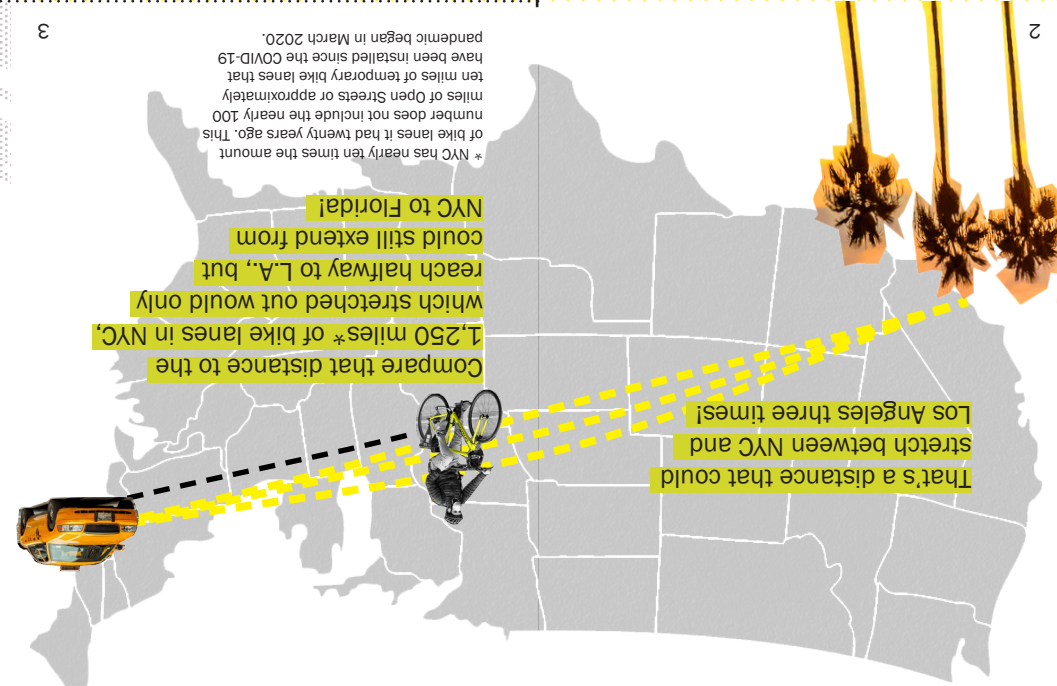 2
That's a distance that could
stretch between NYC and
Los Angeles three times!
Compare that distance to the
1,250 miles* of bike lanes in NYC,
which stretched out would only
reach halfway to L.A., but
could still extend from
NYC to Florida!
* NYC has nearly ten times the amount
of bike lanes it had twenty years ago. This
number does not include the nearly 100
miles of Open Streets or approximately
ten miles of temporary bike lanes that
have been installed since the COVID-19
pandemic began in March 2020.
3